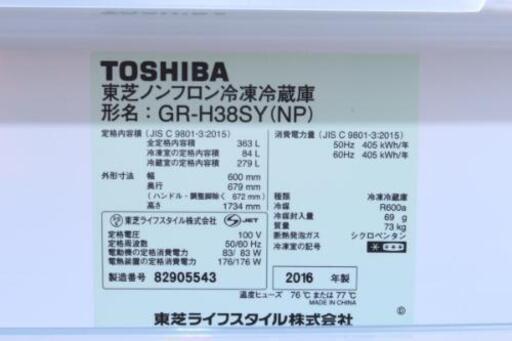 TOSHIBA
東芝ノンフロン冷凍冷蔵庫
形名：GR-H38SY(NP)
定格内容積（JIS C 9801-3:2015）
全定格内容積 363 L
冷凍室の定格内容積 84 L
冷蔵室の定格内容積 279 L
外形寸法 幅 600 mm
奥行 679 mm
（ハンドル・調整脚除く 672 mm）
高さ 1734 mm
東芝ライフスタイル株式会社 S-JET
定格電圧 100 V
定格周波数 50/60 Hz
電動機の定格消費電力 83/ 83 W
電熱装置の定格消費電力 176/176 W
製造番号 82905543
消費電力量（JIS C 9801-3:2015）
50Hz 405 kWh/年
60Hz 405 kWh/年
種類 冷凍冷蔵庫
冷媒 R600a
冷媒封入量 69 g
質量 73 kg
断熱発泡ガス シクロペンタン
冷凍室の記号
2016 年製
温度ヒューズ 76℃ または 77℃
MADE IN CHINA
東芝ライフスタイル株式会社